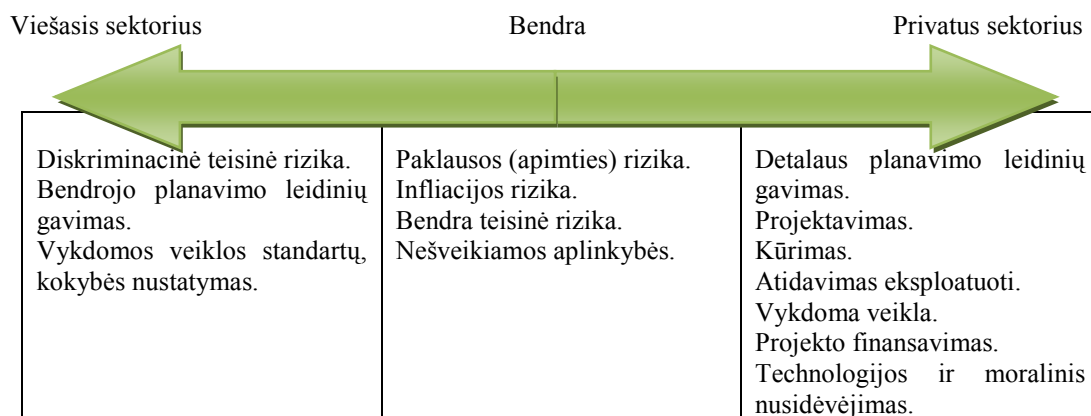 Viešasis sektorius
Bendra
Privatus sektorius
Diskriminacinė teisinė rizika.
Bendrojo planavimo leidinių
gavimas.
Vykdomos veiklos standartų,
kokybės nustatymas.
Paklausos (apimties) rizika.
Infliacijos rizika.
Bendra teisinė rizika.
Nešveikiamos aplinkybės.
Detalaus planavimo leidinių
gavimas.
Projektavimas.
Kūrimas.
Atidavimas eksploatuoti.
Vykdoma veikla.
Projekto finansavimas.
Technologijos ir moralinis
nusidėvėjimas.